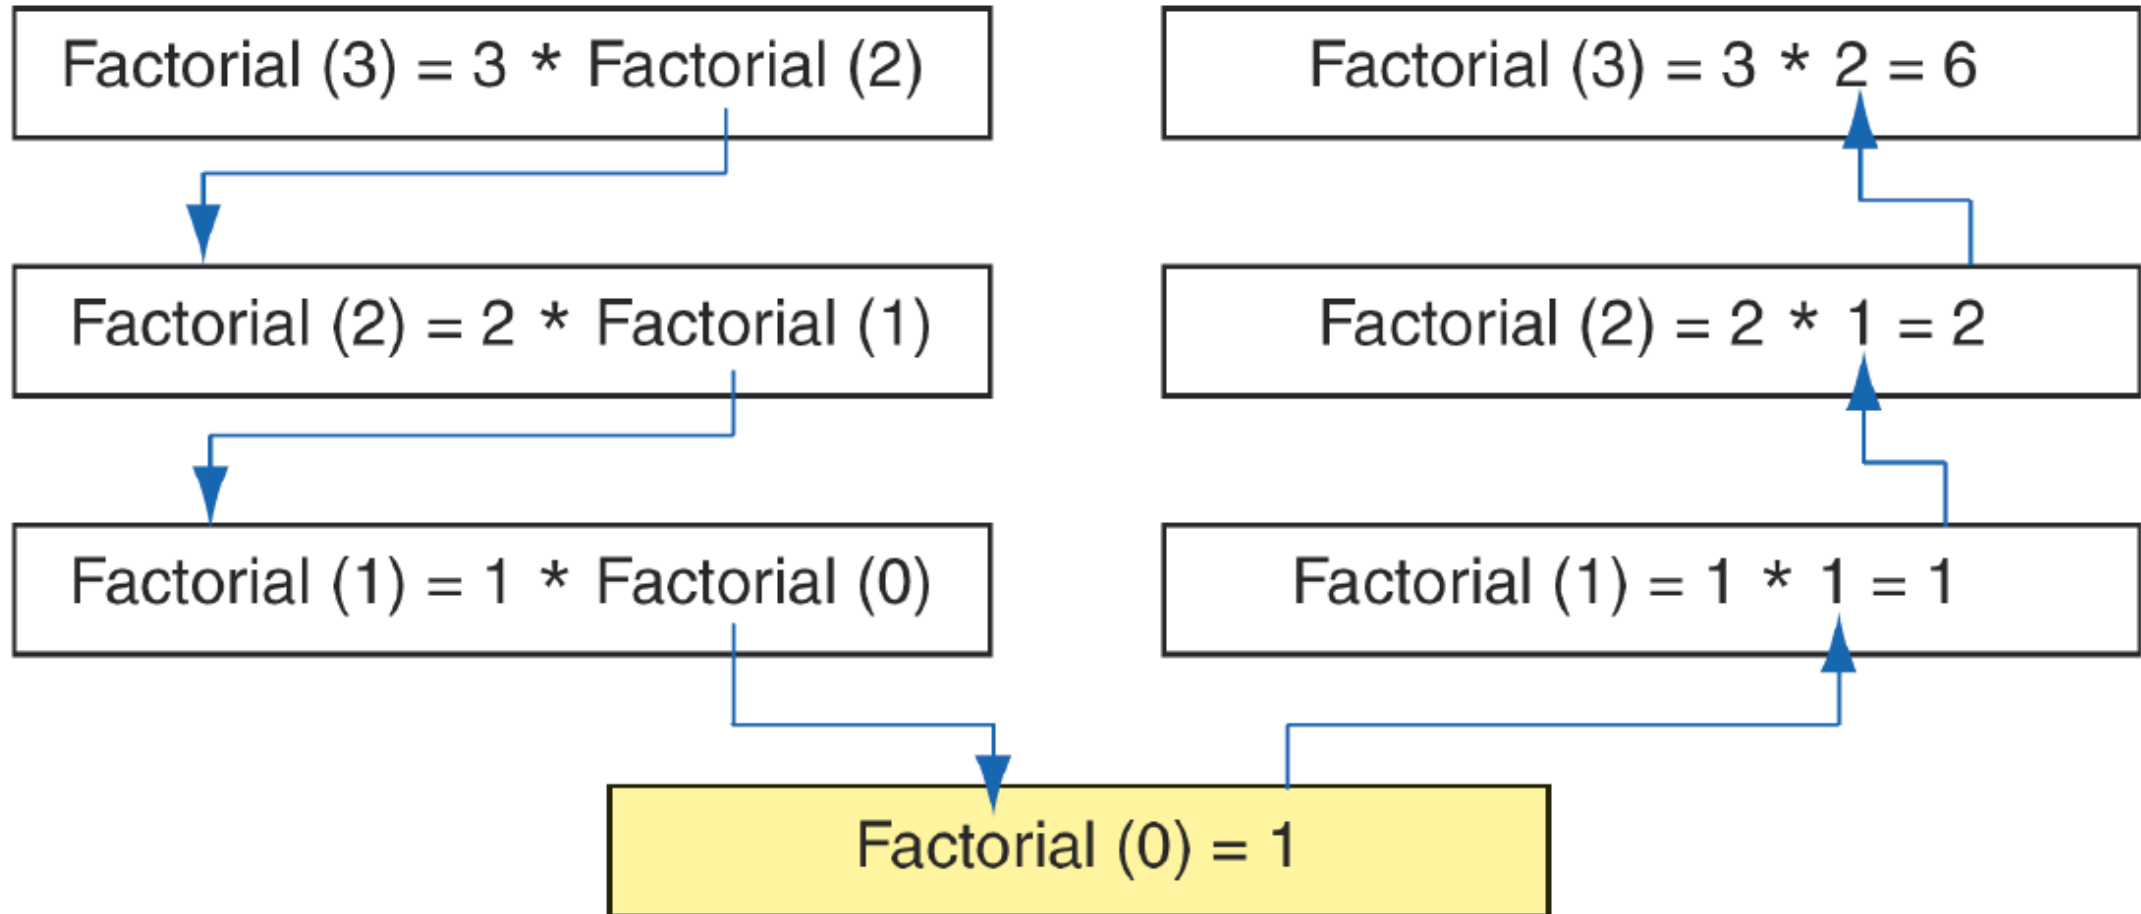 Factorial (3) = 3 * Factorial (2)
Factorial (2) = 2 * Factorial (1)
Factorial (1) = 1 * Factorial (0)
Factorial (0) = 1
Factorial (1) = 1 * 1 = 1
Factorial (2) = 2 * 1 = 2
Factorial (3) = 3 * 2 = 6